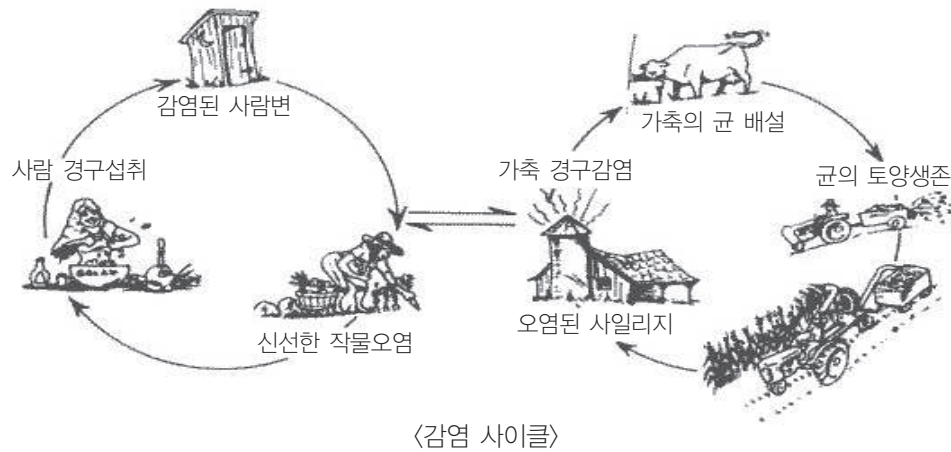 감염된 사람변
가축의 균 배설
사람 경구섭취
가축 경구감염
균의 토양생존
신선한 작물오염
오염된 사일리지
〈감염 사이클〉